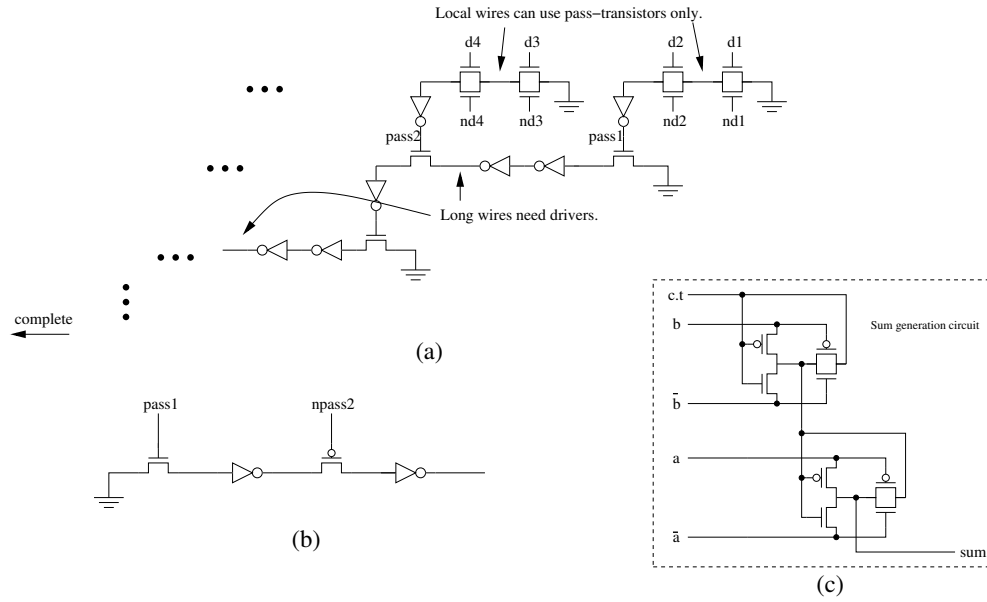 Local wires can use pass-transistors only.
d4 d3 d2 d1
nd4 nd3 nd2 nd1
pass2 pass1
Long wires need drivers.
complete
(a)
pass1 npass2
(b)
c.t
b
Sum generation circuit
b̄
a
ā
sum
(c)